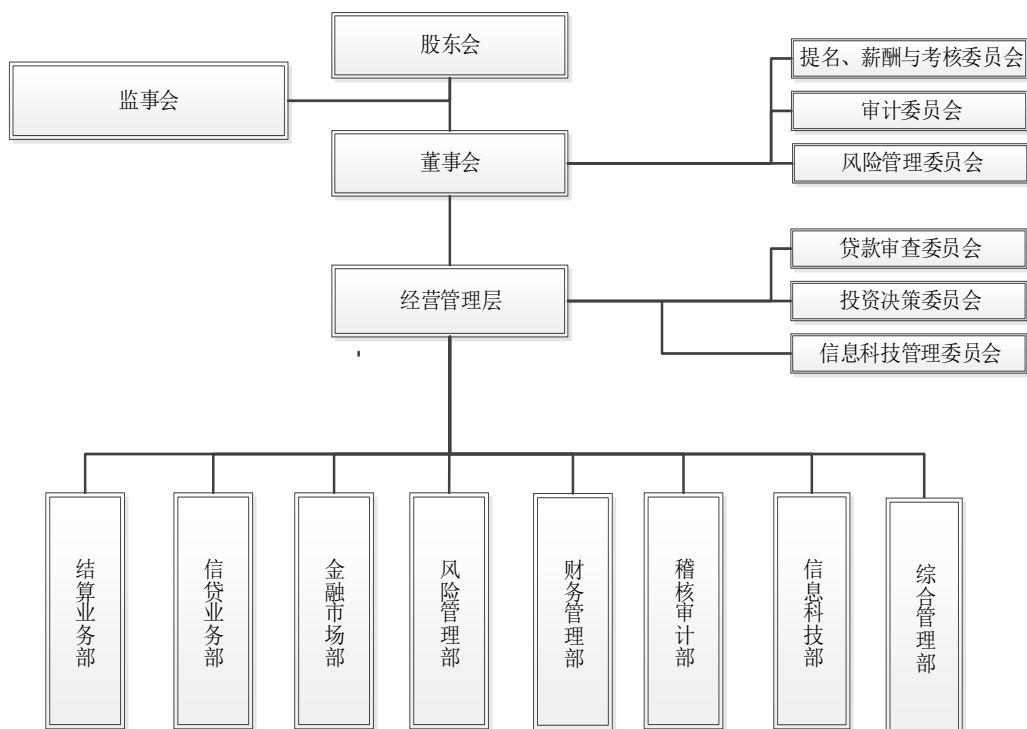 股东会
监事会
提名、薪酬与考核委员会
审计委员会
董事会
风险管理委员会
贷款审查委员会
经营管理层
投资决策委员会
信息科技管理委员会
结算业务部
信贷业务部
金融市场部
风险管理部
财务管理部
稽核审计部
信息科技部
综合管理部